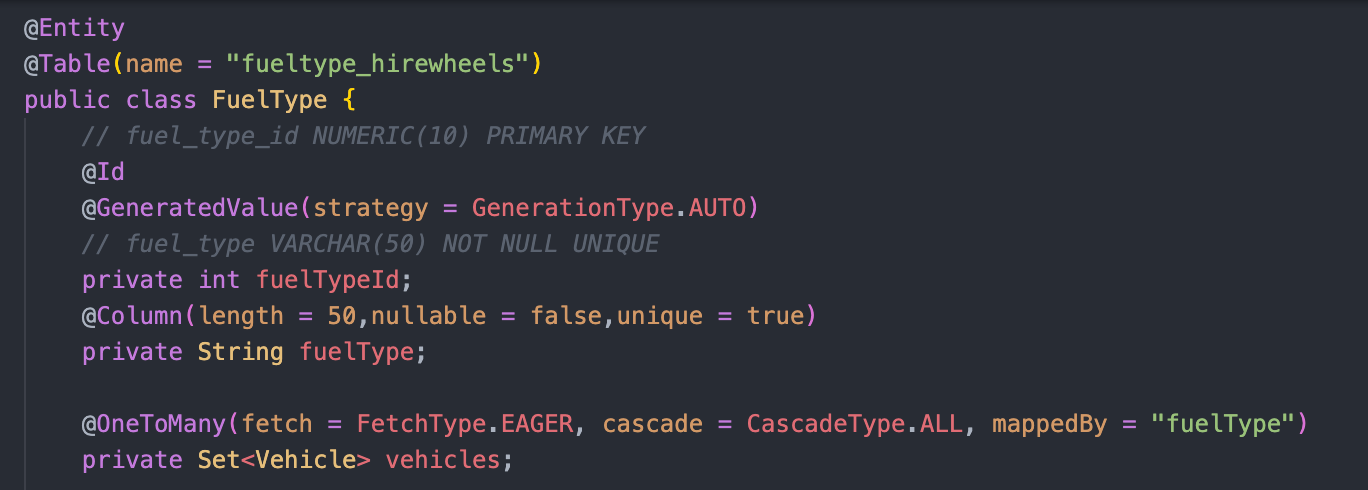 @Entity
@Table(name = "fueltype_hirewheels")
public class FuelType {
// fuel_type_id NUMERIC(10) PRIMARY KEY
@Id
@GeneratedValue(strategy = GenerationType.AUTO)
// fuel_type VARCHAR(50) NOT NULL UNIQUE
private int fuelTypeId;
@Column(length = 50,nullable = false,unique = true)
private String fuelType;
@OneToMany(fetch = FetchType.EAGER, cascade = CascadeType.ALL, mappedBy = "fuelType")
private Set<Vehicle> vehicles;